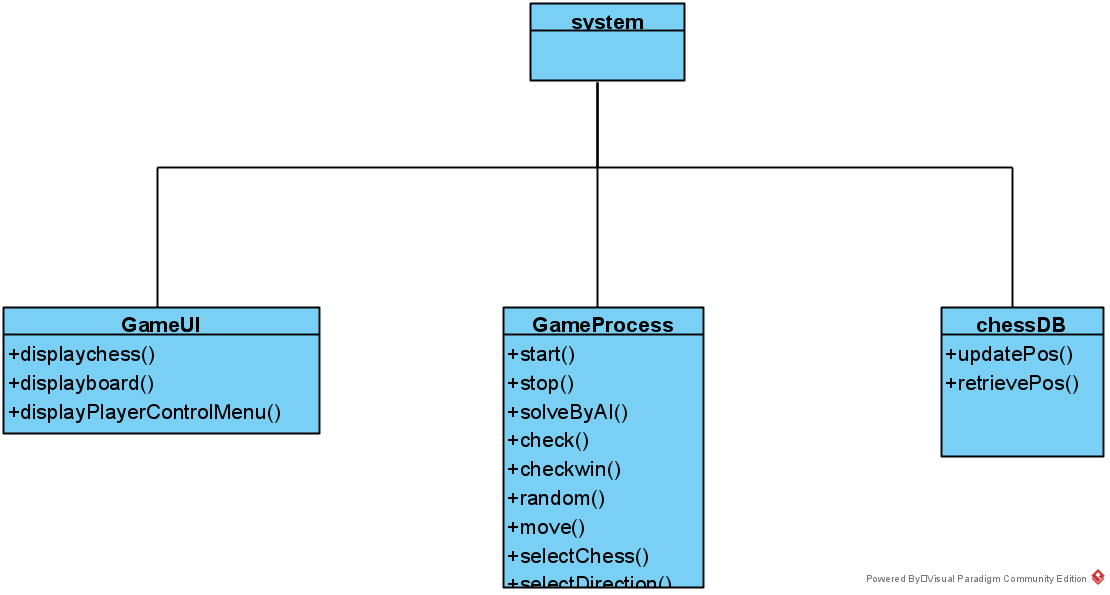 system
GameUI
+displaychess()
+displayboard()
+displayPlayerControlMenu()
GameProcess
+start()
+stop()
+solveByAI()
+check()
+checkwin()
+random()
+move()
+selectChess()
+selectDirection()
chessDB
+updatePos()
+retrievePos()
Powered By□Visual Paradigm Community Edition